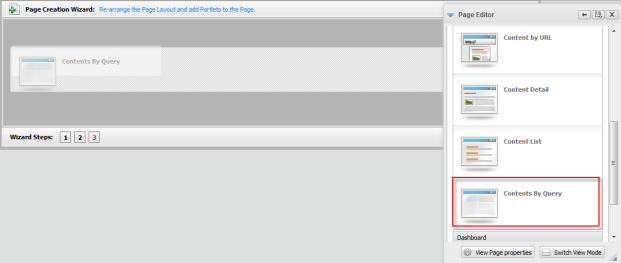 Page Creation Wizard: Re-arrange the Page Layout and add Portlets to the Page.
Contents By Query
Wizard Steps: 1 2 3
Page Editor
Content by URL
Content Detail
Content List
Contents By Query
Dashboard
View Page properties Switch View Mode